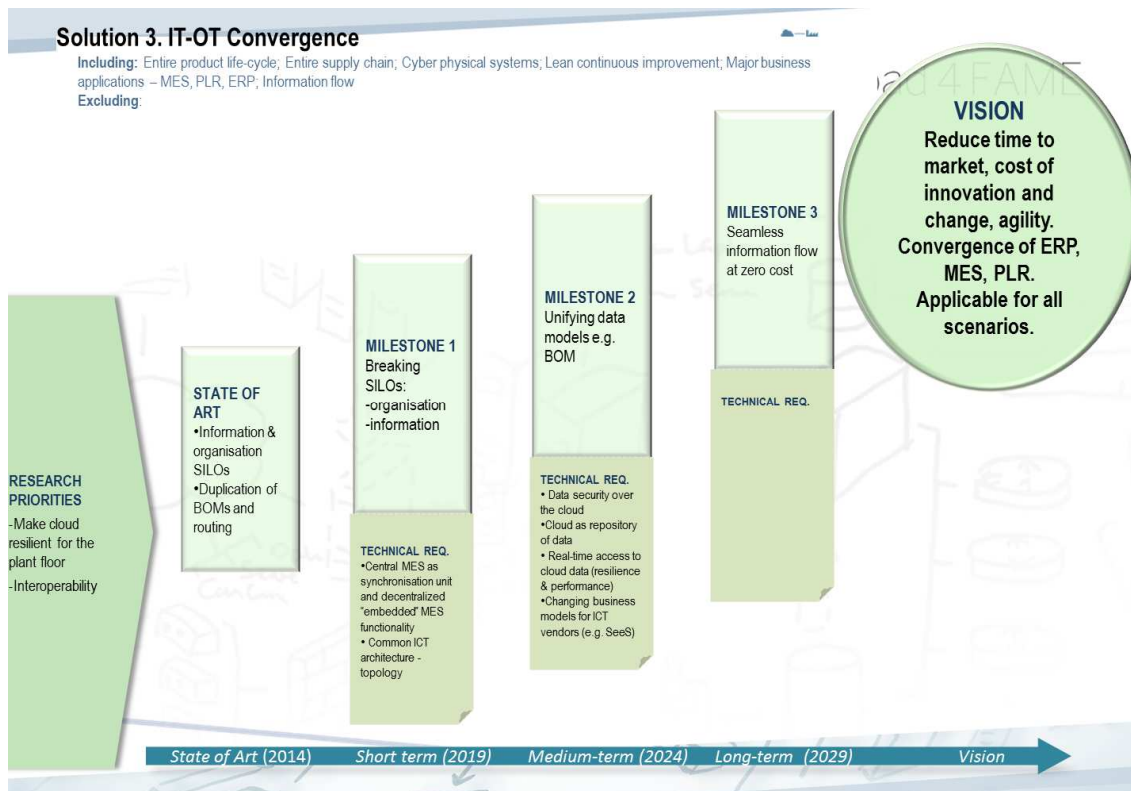 Solution 3. IT-OT Convergence
Including: Entire product life-cycle; Entire supply chain; Cyber physical systems; Lean continuous improvement; Major business
applications – MES, PLR, ERP; Information flow
Excluding:
ad 4 FAME
VISION
Reduce time to
market, cost of
innovation and
change, agility.
Convergence of ERP,
MES, PLR.
Applicable for all
scenarios.
MILESTONE 3
Seamless
information flow
at zero cost
TECHNICAL REQ.
MILESTONE 2
Unifying data
models e.g.
BOM
TECHNICAL REQ.
• Data security over
the cloud
•Cloud as repository
of data
• Real-time access to
cloud data (resilience
& performance)
•Changing business
models for ICT
vendors (e.g. SeeS)
MILESTONE 1
Breaking
SILOs:
-organisation
-information
TECHNICAL REQ.
•Central MES as
synchronisation unit
and decentralized
"embedded" MES
functionality
• Common ICT
architecture -
topology
STATE OF
ART
•Information &
organisation
SILOs
•Duplication of
BOMs and
routing
RESEARCH
PRIORITIES
-Make cloud
resilient for the
plant floor
-Interoperability
State of Art (2014)
Short term (2019)
Medium-term (2024)
Long-term (2029)
Vision